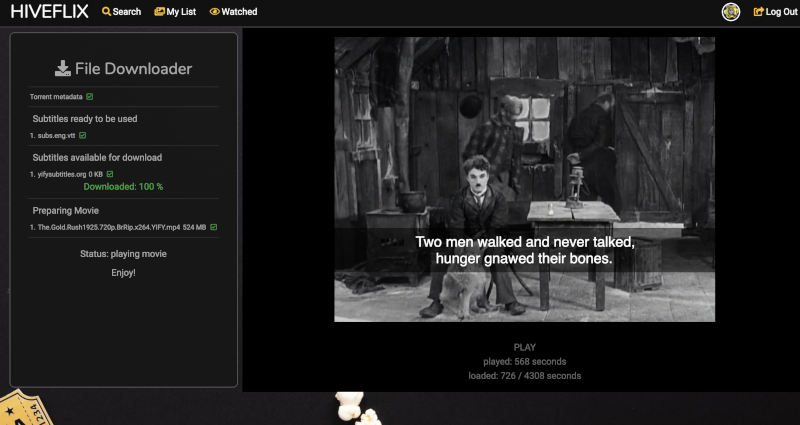 HIVEFLIX
Search
My List
Watched
Log Out
File Downloader
Torrent metadata
Subtitles ready to be used
1. subs.eng.vtt
Subtitles available for download
1. yifysubtitles.org 0 KB
Downloaded: 100 %
Preparing Movie
1. The.Gold.Rush1925.720p.BrRip.x264.YIFY.mp4 524 MB
Status: playing movie
Enjoy!
Two men walked and never talked,
hunger gnawed their bones.
PLAY
played: 568 seconds
loaded: 726 / 4308 seconds
1234